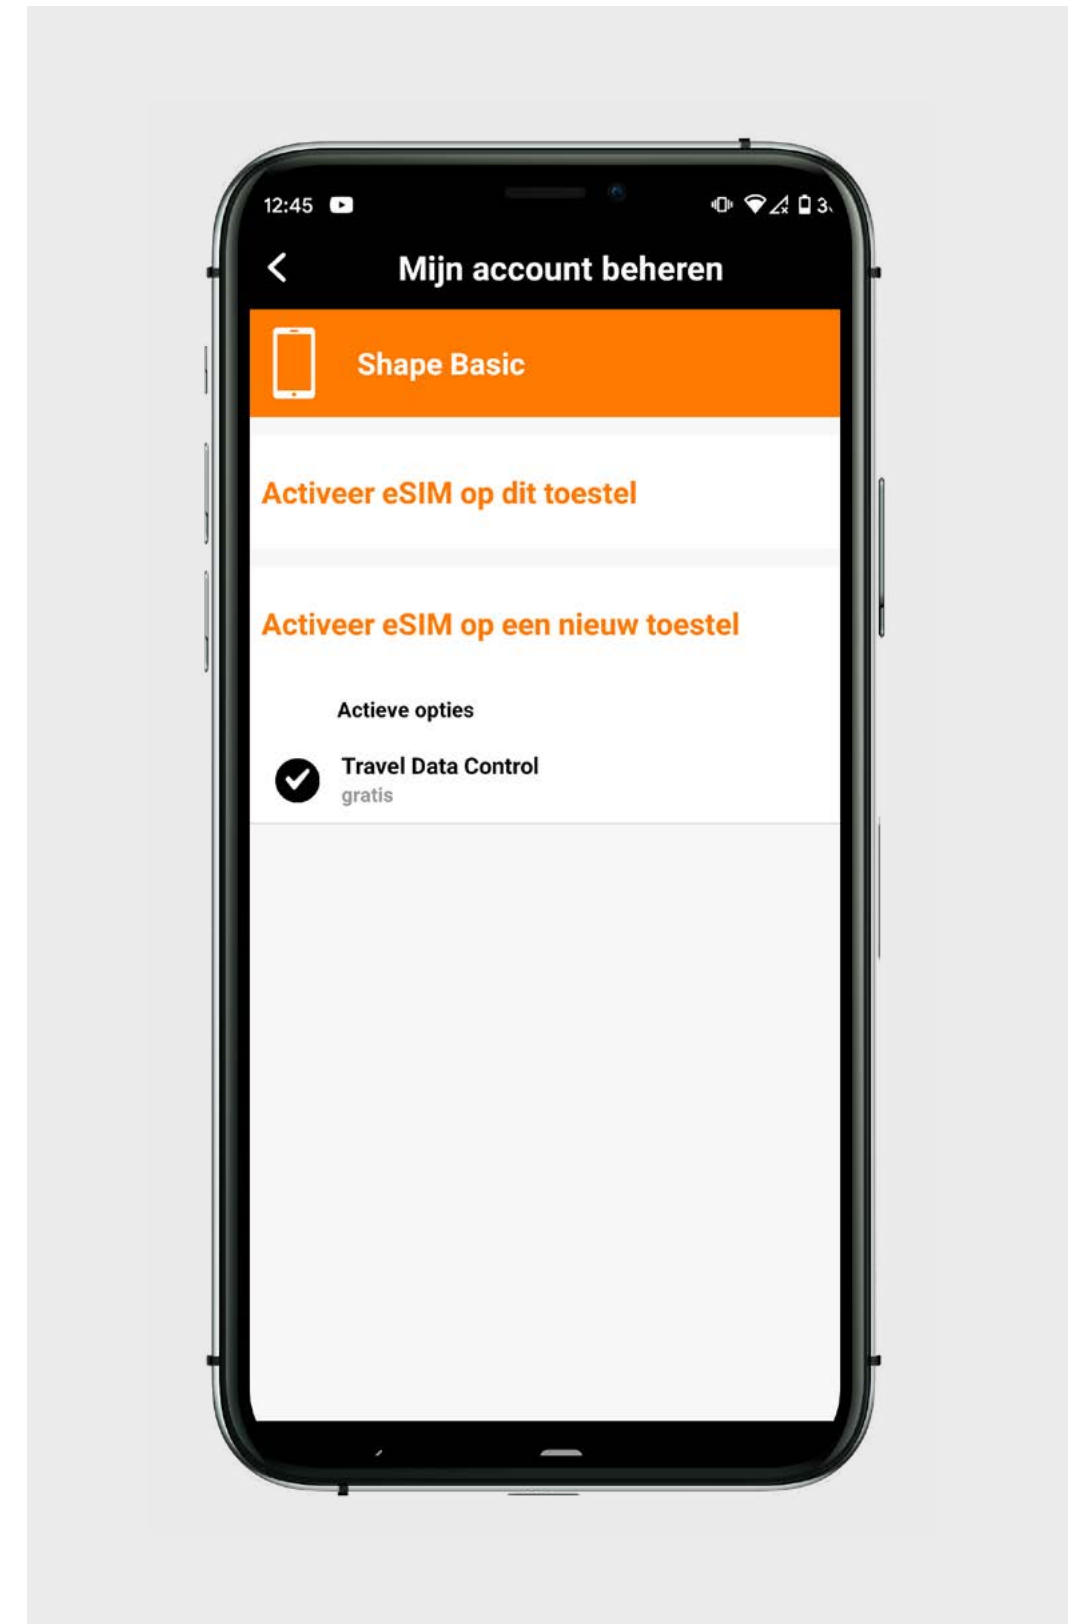 12:45
Mijn account beheren
Shape Basic
Activeer eSIM op dit toestel
Activeer eSIM op een nieuw toestel
Actieve opties
Travel Data Control
gratis